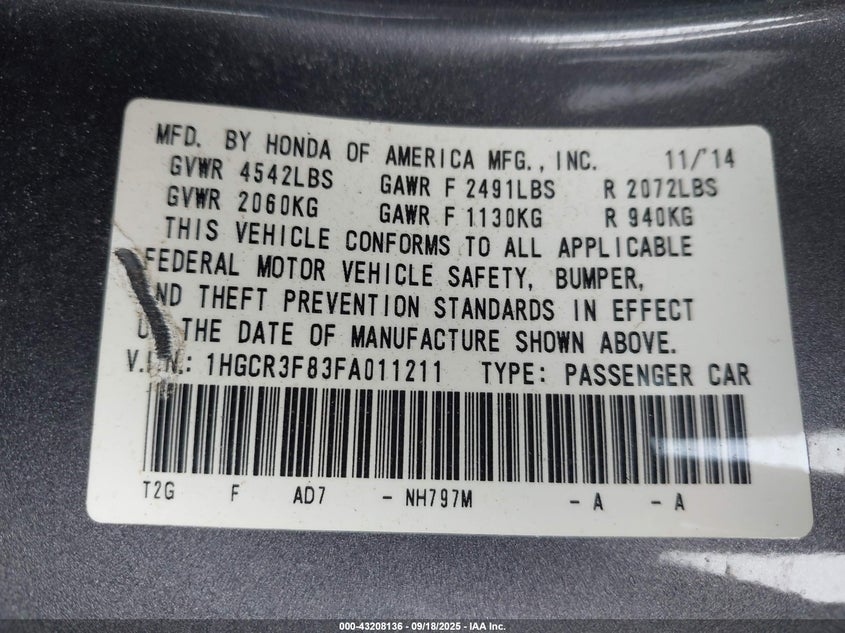 MFD. BY HONDA OF AMERICA MFG., INC. 11/'14
GVWR 4542LBS GAWR F 2491LBS R 2072LBS
GVWR 2060KG GAWR F 1130KG R 940KG
THIS VEHICLE CONFORMS TO ALL APPLICABLE
FEDERAL MOTOR VEHICLE SAFETY, BUMPER,
AND THEFT PREVENTION STANDARDS IN EFFECT
ON THE DATE OF MANUFACTURE SHOWN ABOVE.
V.I.N.: 1HGCR3F83FA011211 TYPE: PASSENGER CAR
T2G F AD7 - NH797M - A - A
000-43208136 - 09/18/2025 - IAA Inc.